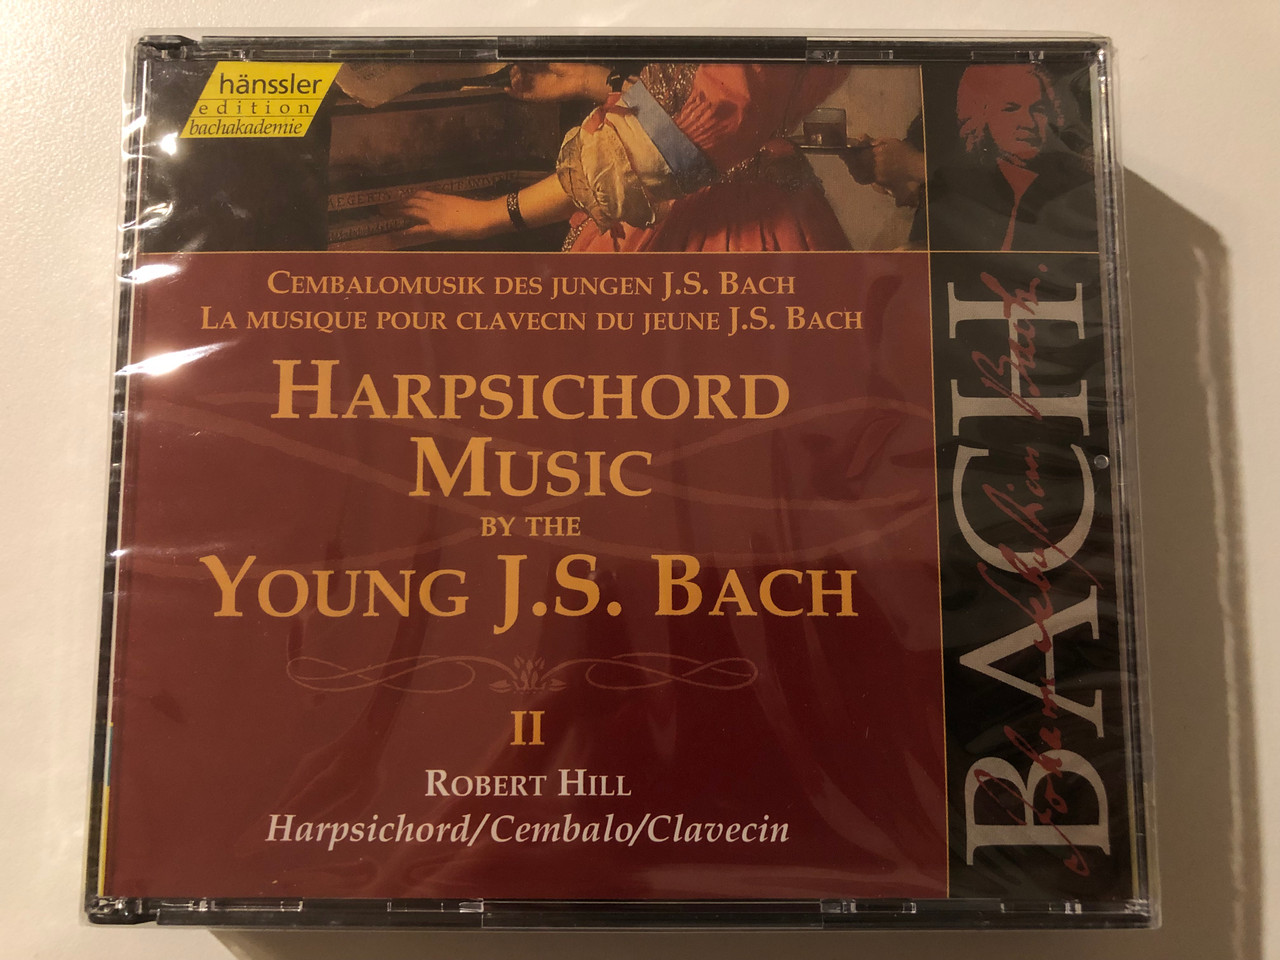 hänssler
edition
bachakademie
CEMBALOMUSIK DES JUNGEN J.S. BACH
LA MUSIQUE POUR CLAVECIN DU JEUNE J.S. BACH
HARPSICHORD
MUSIC
BY THE
YOUNG J.S. BACH
II
ROBERT HILL
Harpsichord/Cembalo/Clavecin
BACH